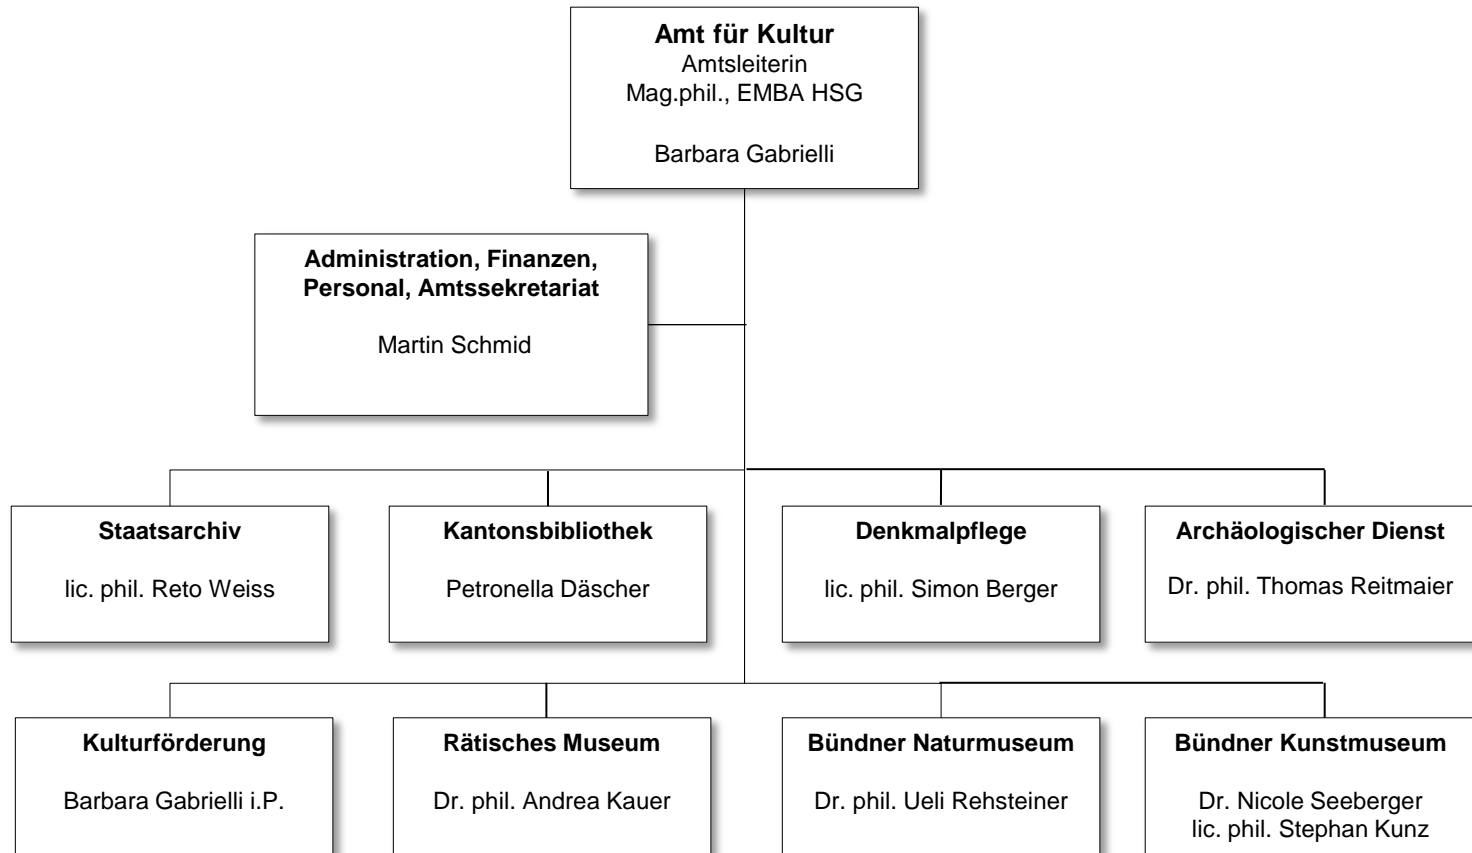 Amt für Kultur
Amtsleiterin
Mag.phil., EMBA HSG
Barbara Gabrielli
Administration, Finanzen,
Personal, Amtssekretariat
Martin Schmid
Staatsarchiv
lic. phil. Reto Weiss
Kantonsbibliothek
Petronella Däscher
Denkmalpflege
lic. phil. Simon Berger
Archäologischer Dienst
Dr. phil. Thomas Reitmaier
Kulturförderung
Barbara Gabrielli i.P.
Rätisches Museum
Dr. phil. Andrea Kauer
Bündner Naturmuseum
Dr. phil. Ueli Rehsteiner
Bündner Kunstmuseum
Dr. Nicole Seeberger
lic. phil. Stephan Kunz